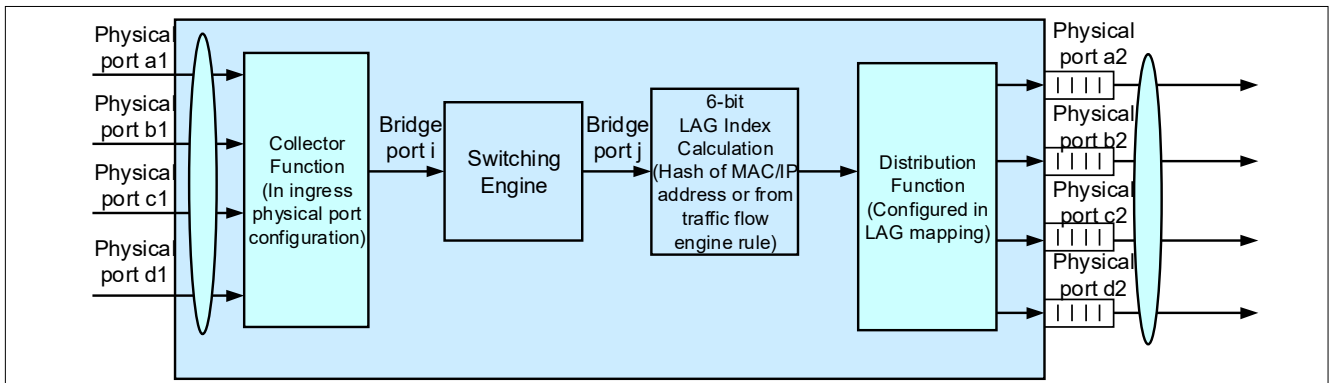 Physical
port a1
Physical
port b1
Physical
port c1
Physical
port d1
Collector
Function
(In ingress
physical port
configuration)
Bridge
port i
Switching
Engine
Bridge
port j
6-bit
LAG Index
Calculation
(Hash of MAC/IP
address or from
traffic flow
engine rule)
Distribution
Function
(Configured in
LAG mapping)
Physical
port a2
Physical
port b2
Physical
port c2
Physical
port d2